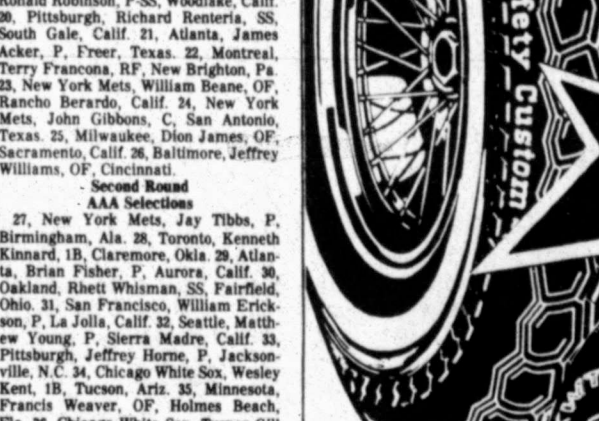 Ronald Robinson, P-SS, Woodlake, Calif.
20, Pittsburgh, Richard Renteria, SS,
South Gale, Calif. 21, Atlanta, James
Acker, P, Freer, Texas. 22, Montreal,
Terry Francona, RF, New Brighton, Pa.
23, New York Mets, William Beane, OF,
Rancho Berardo, Calif. 24, New York
Mets, John Gibbons, C, San Antonio,
Texas. 25, Milwaukee, Dion James, OF,
Sacramento, Calif. 26, Baltimore, Jeffrey
Williams, OF, Cincinnati.
Second Round
AAA Selections
27, New York Mets, Jay Tibbs, P,
Birmingham, Ala. 28, Toronto, Kenneth
Kinnard, 1B, Claremore, Okla. 29, Atlan-
ta, Brian Fisher, P, Aurora, Calif. 30,
Oakland, Rhett Whisman, SS, Fairfield,
Ohio. 31, San Francisco, William Erick-
son, P, La Jolla, Calif. 32, Seattle, Matth-
ew Young, P, Sierra Madre, Calif. 33,
Pittsburgh, Jeffrey Horne, P, Jackson-
ville, N.C. 34, Chicago White Sox, Wesley
Kent, 1B, Tucson, Ariz. 35, Minnesota,
Francis Weaver, OF, Holmes Beach,
Fla. 36, Chicago White Sox, Turner Gill
fety Custom